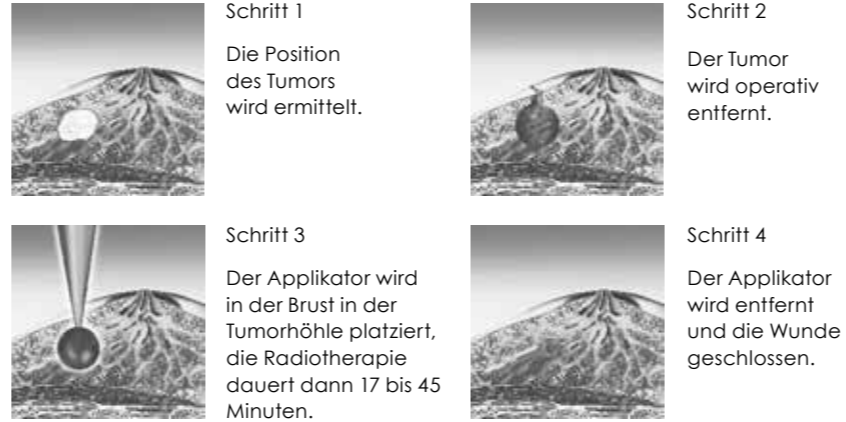 Schritt 1
Die Position
des Tumors
wird ermittelt.
Schritt 2
Der Tumor
wird operativ
entfernt.
Schritt 3
Der Applikator wird
in der Brust in der
Tumorhöhle platziert,
die Radiotherapie
dauert dann 17 bis 45
Minuten.
Schritt 4
Der Applikator
wird entfernt
und die Wunde
geschlossen.